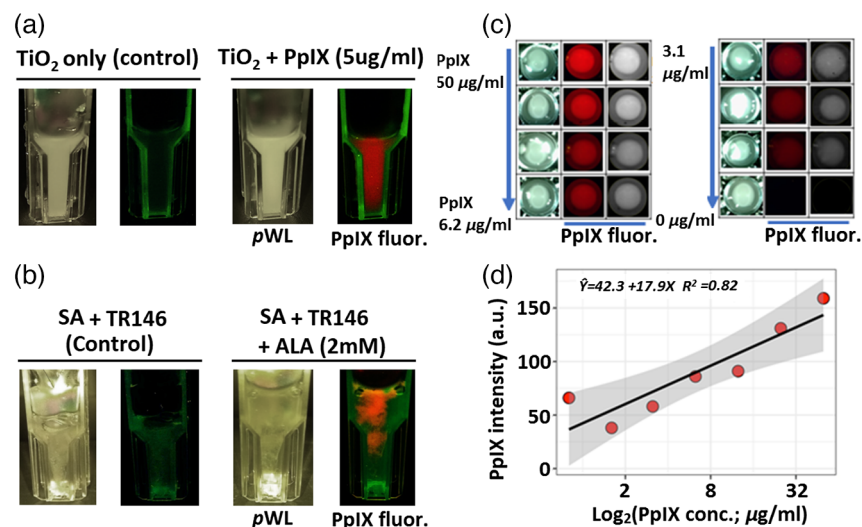 (a)
TiO2 only (control)
TiO2 + PpIX (5ug/ml)
pWL
PpIX fluor.
(b)
SA + TR146
(Control)
SA + TR146
+ ALA (2mM)
pWL
PpIX fluor.
(c)
PpIX
50 µg/ml
PpIX
6.2 µg/ml
PpIX fluor.
3.1
µg/ml
0 µg/ml
PpIX fluor.
(d)
Ŷ=42.3 +17.9X R² =0.82
PpIX intensity (a.u.)
150
100
50
0
2
8
32
Log2(PpIX conc.; µg/ml)